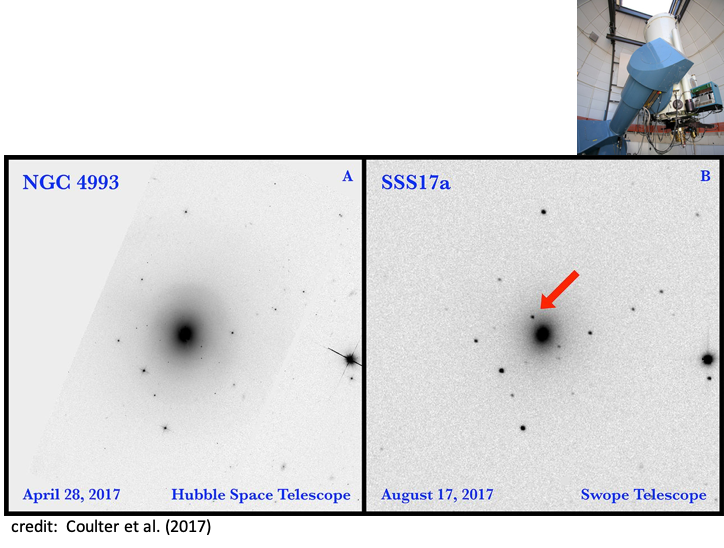 NGC 4993
A
April 28, 2017
Hubble Space Telescope
SSS17a
B
August 17, 2017
Swope Telescope
credit: Coulter et al. (2017)